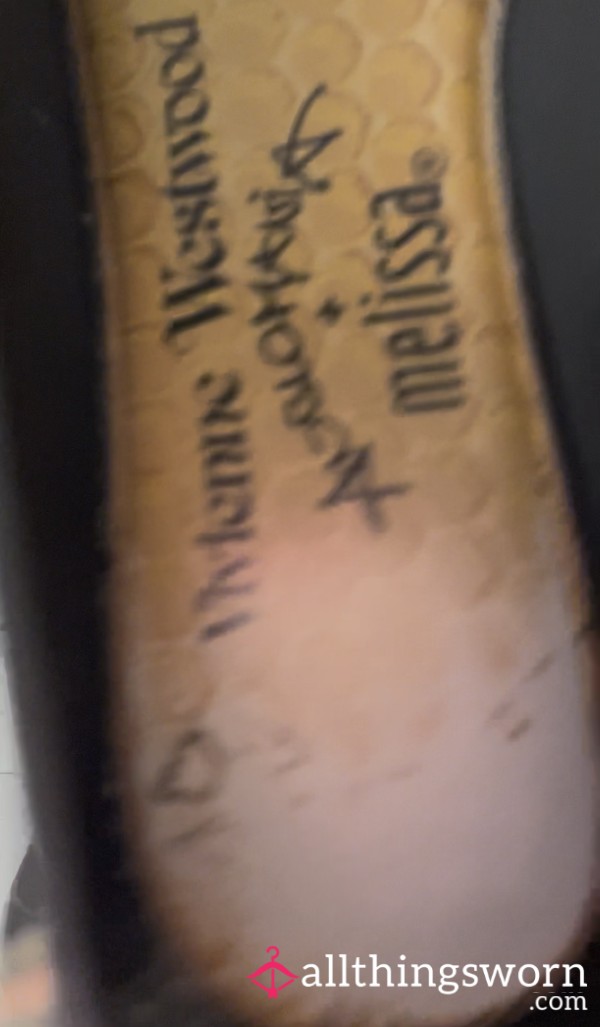 Vivienne Westwood
ANGLOMANIA
+
melissa®
allthingsworn
.com